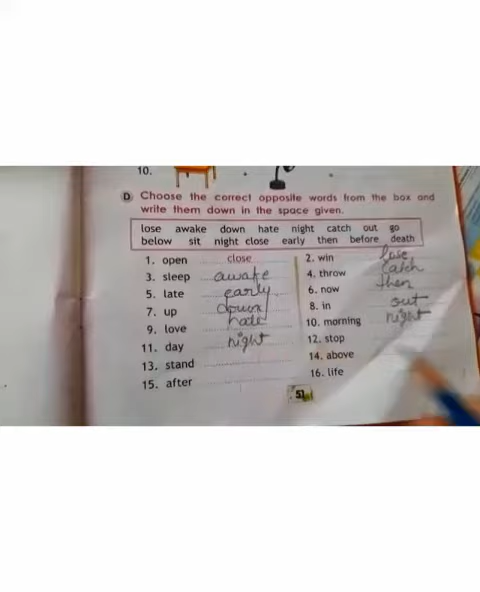 10.
D Choose the correct opposite words from the box and
write them down in the space given.
lose awake down hate night catch out go
below sit night close early then before death
1. open close 2. win lose
3. sleep awake 4. throw catch
5. late early 6. now then
7. up down 8. in out
9. love hate 10. morning night
11. day night 12. stop
13. stand 14. above
15. after 16. life
51